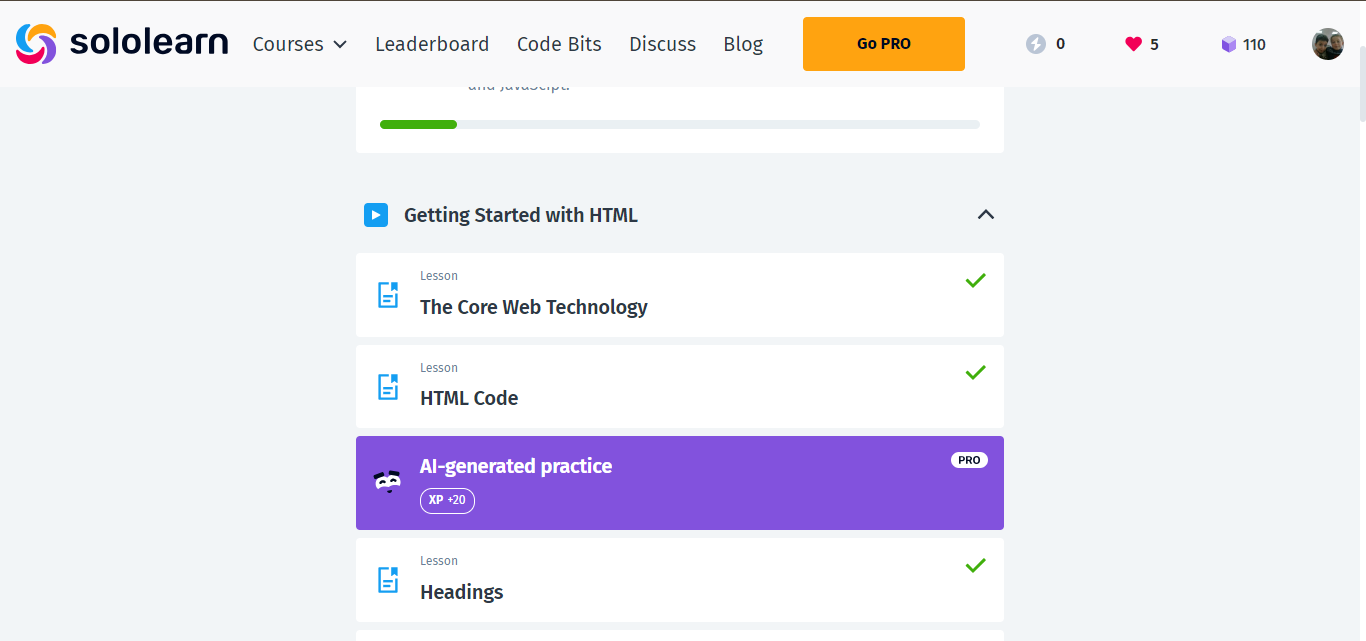 sololearn Courses Leaderboard Code Bits Discuss Blog Go PRO 0 5 110
and JavaScript.
Getting Started with HTML
Lesson
The Core Web Technology
Lesson
HTML Code
AI-generated practice PRO
XP +20
Lesson
Headings